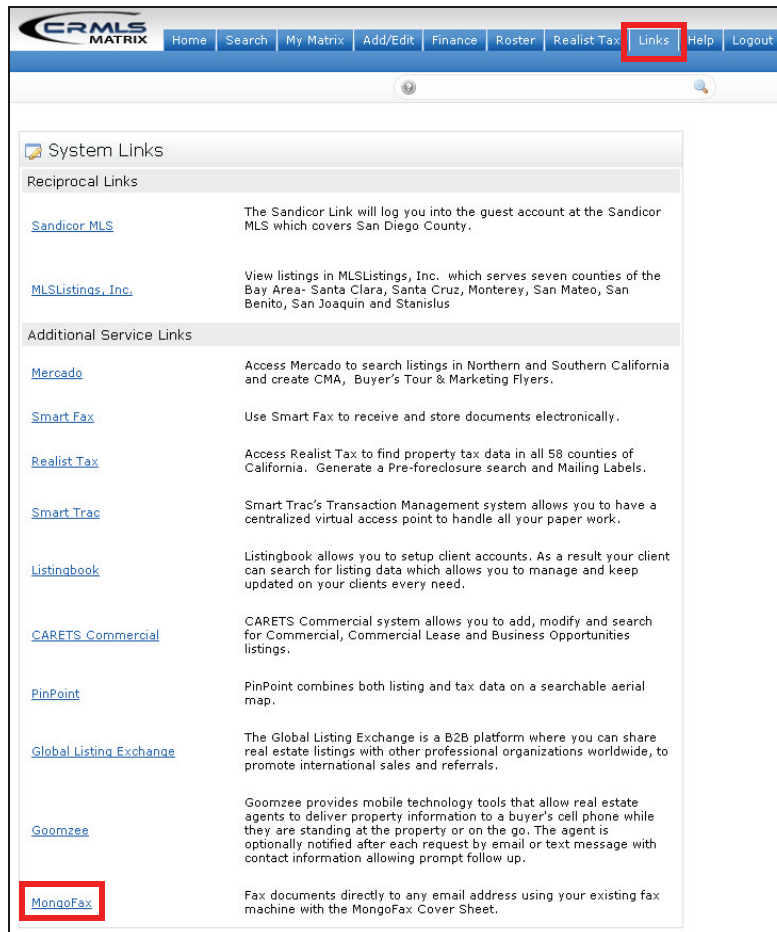 CRMLS
MATRIX
Home Search My Matrix Add/Edit Finance Roster Realist Tax Links Help Logout
System Links
Reciprocal Links
Sandicor MLS
The Sandicor Link will log you into the guest account at the Sandicor
MLS which covers San Diego County.
MLSListings, Inc.
View listings in MLSListings, Inc. which serves seven counties of the
Bay Area- Santa Clara, Santa Cruz, Monterey, San Mateo, San
Benito, San Joaquin and Stanislus
Additional Service Links
Mercado
Access Mercado to search listings in Northern and Southern California
and create CMA, Buyer's Tour & Marketing Flyers.
Smart Fax
Use Smart Fax to receive and store documents electronically.
Realist Tax
Access Realist Tax to find property tax data in all 58 counties of
California. Generate a Pre-foreclosure search and Mailing Labels.
Smart Trac
Smart Trac's Transaction Management system allows you to have a
centralized virtual access point to handle all your paper work.
Listingbook
Listingbook allows you to setup client accounts. As a result your client
can search for listing data which allows you to manage and keep
updated on your clients every need.
CARETS Commercial
CARETS Commercial system allows you to add, modify and search
for Commercial, Commercial Lease and Business Opportunities
listings.
PinPoint
PinPoint combines both listing and tax data on a searchable aerial
map.
Global Listing Exchange
The Global Listing Exchange is a B2B platform where you can share
real estate listings with other professional organizations worldwide, to
promote international sales and referrals.
Goomzee
Goomzee provides mobile technology tools that allow real estate
agents to deliver property information to a buyer's cell phone while
they are standing at the property or on the go. The agent is
optionally notified after each request by email or text message with
contact information allowing prompt follow up.
MongoFax
Fax documents directly to any email address using your existing fax
machine with the MongoFax Cover Sheet.